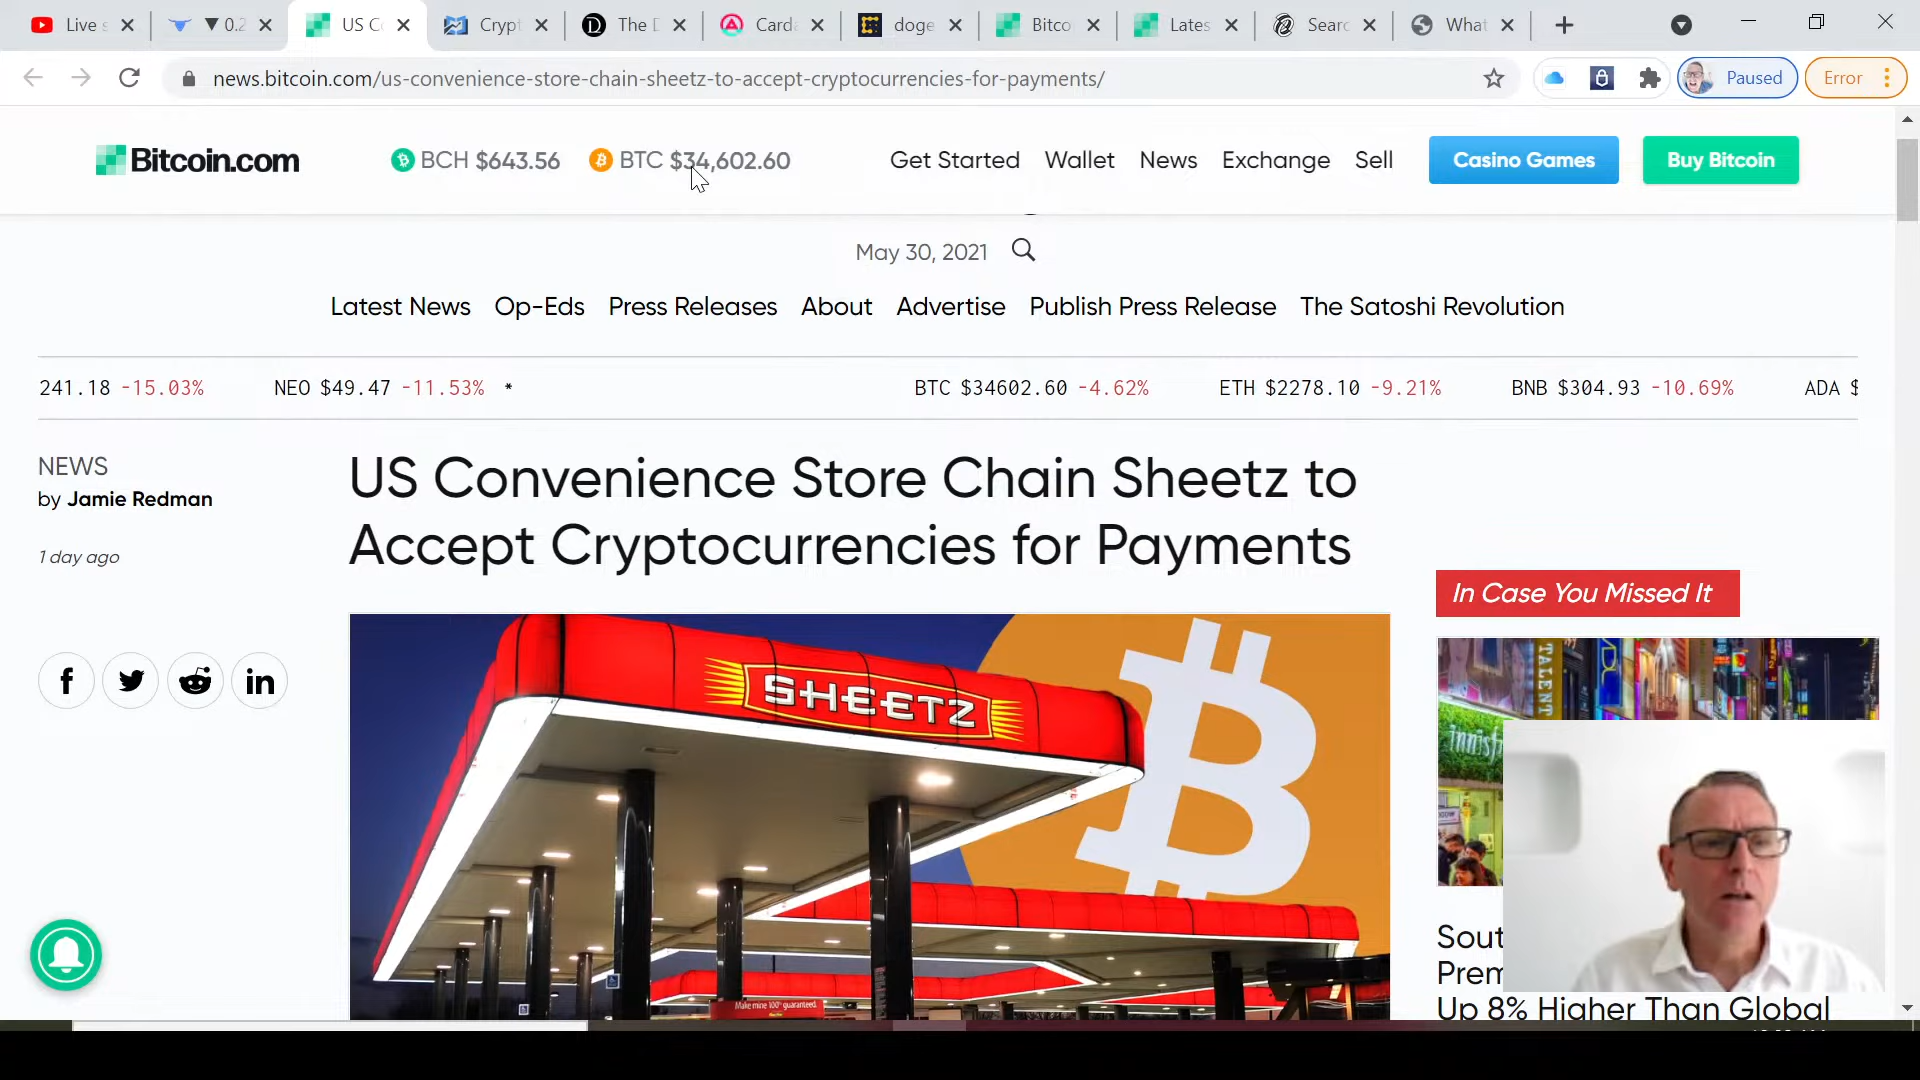 Live s
▼ 0.2
US C
Crypt
The D
Carda
doge
Bitco
Lates
Searc
What
news.bitcoin.com/us-convenience-store-chain-sheetz-to-accept-cryptocurrencies-for-payments/
Paused
Error
Bitcoin.com
BCH $643.56
BTC $34,602.60
Get Started
Wallet
News
Exchange
Sell
Casino Games
Buy Bitcoin
May 30, 2021
Latest News
Op-Eds
Press Releases
About
Advertise
Publish Press Release
The Satoshi Revolution
241.18 -15.03%
NEO $49.47 -11.53% *
BTC $34602.60 -4.62%
ETH $2278.10 -9.21%
BNB $304.93 -10.69%
ADA $
NEWS
by Jamie Redman
1 day ago
US Convenience Store Chain Sheetz to
Accept Cryptocurrencies for Payments
In Case You Missed It
SHEETZ
TALENT
innis
Make mine 100% guaranteed.
Sout
Prem
Up 8% Higher Than Global